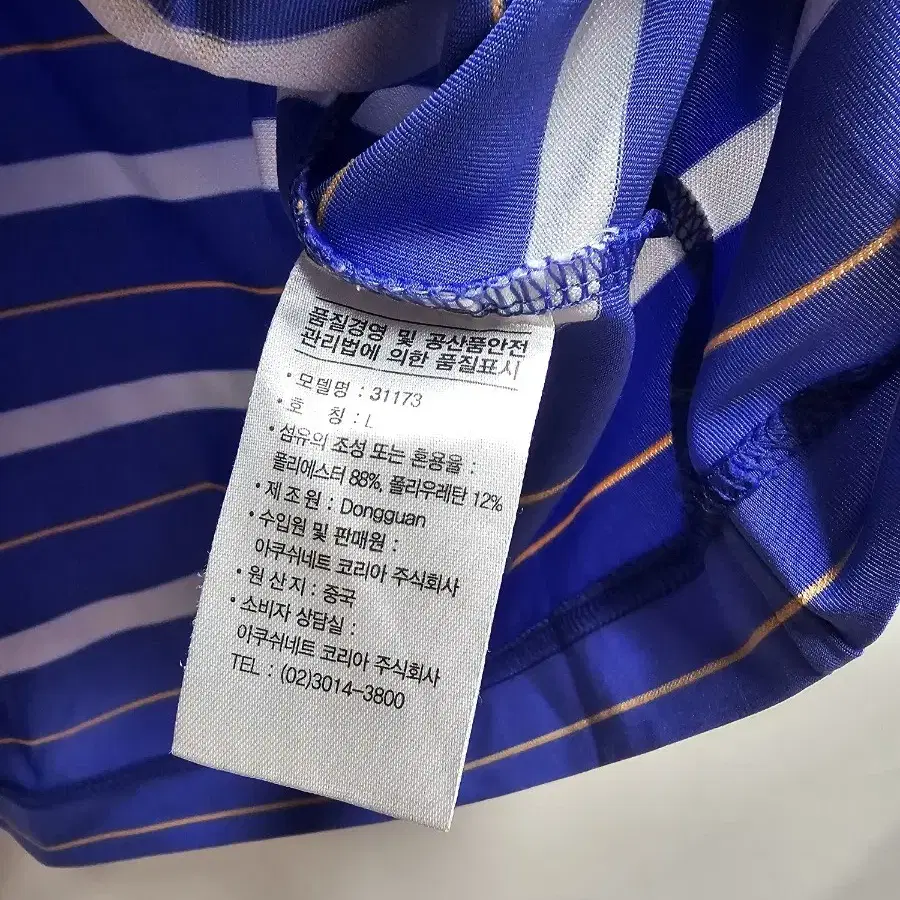 품질경영 및 공산품안전
관리법에 의한 품질표시
• 모델명 : 31173
• 호 칭 : L
• 섬유의 조성 또는 혼용율 :
폴리에스터 88%, 폴리우레탄 12%
• 제조원 : Dongguan
• 수입원 및 판매원 :
아쿠쉬네트 코리아 주식회사
• 원산지 : 중국
• 소비자 상담실 :
아쿠쉬네트 코리아 주식회사
TEL : (02)3014-3800